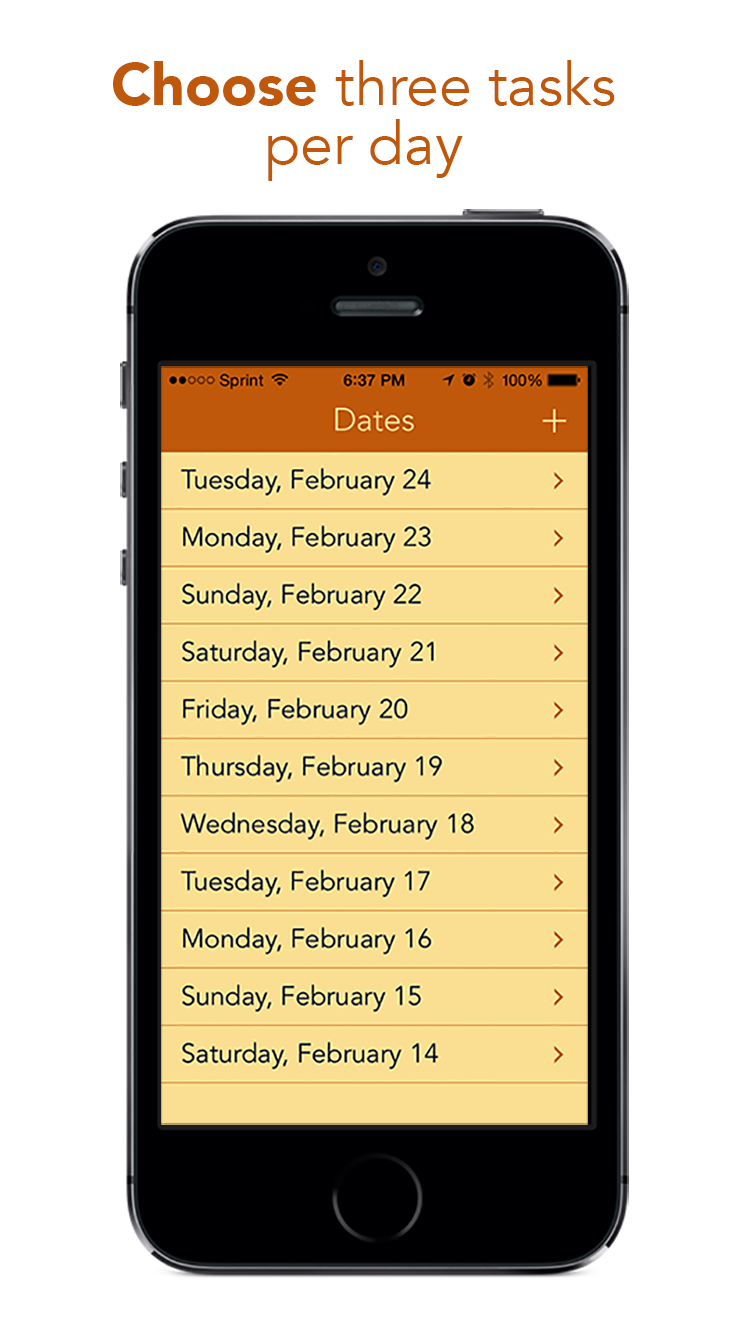 Choose three tasks
per day
Sprint 6:37 PM 100%
Dates +
Tuesday, February 24
Monday, February 23
Sunday, February 22
Saturday, February 21
Friday, February 20
Thursday, February 19
Wednesday, February 18
Tuesday, February 17
Monday, February 16
Sunday, February 15
Saturday, February 14